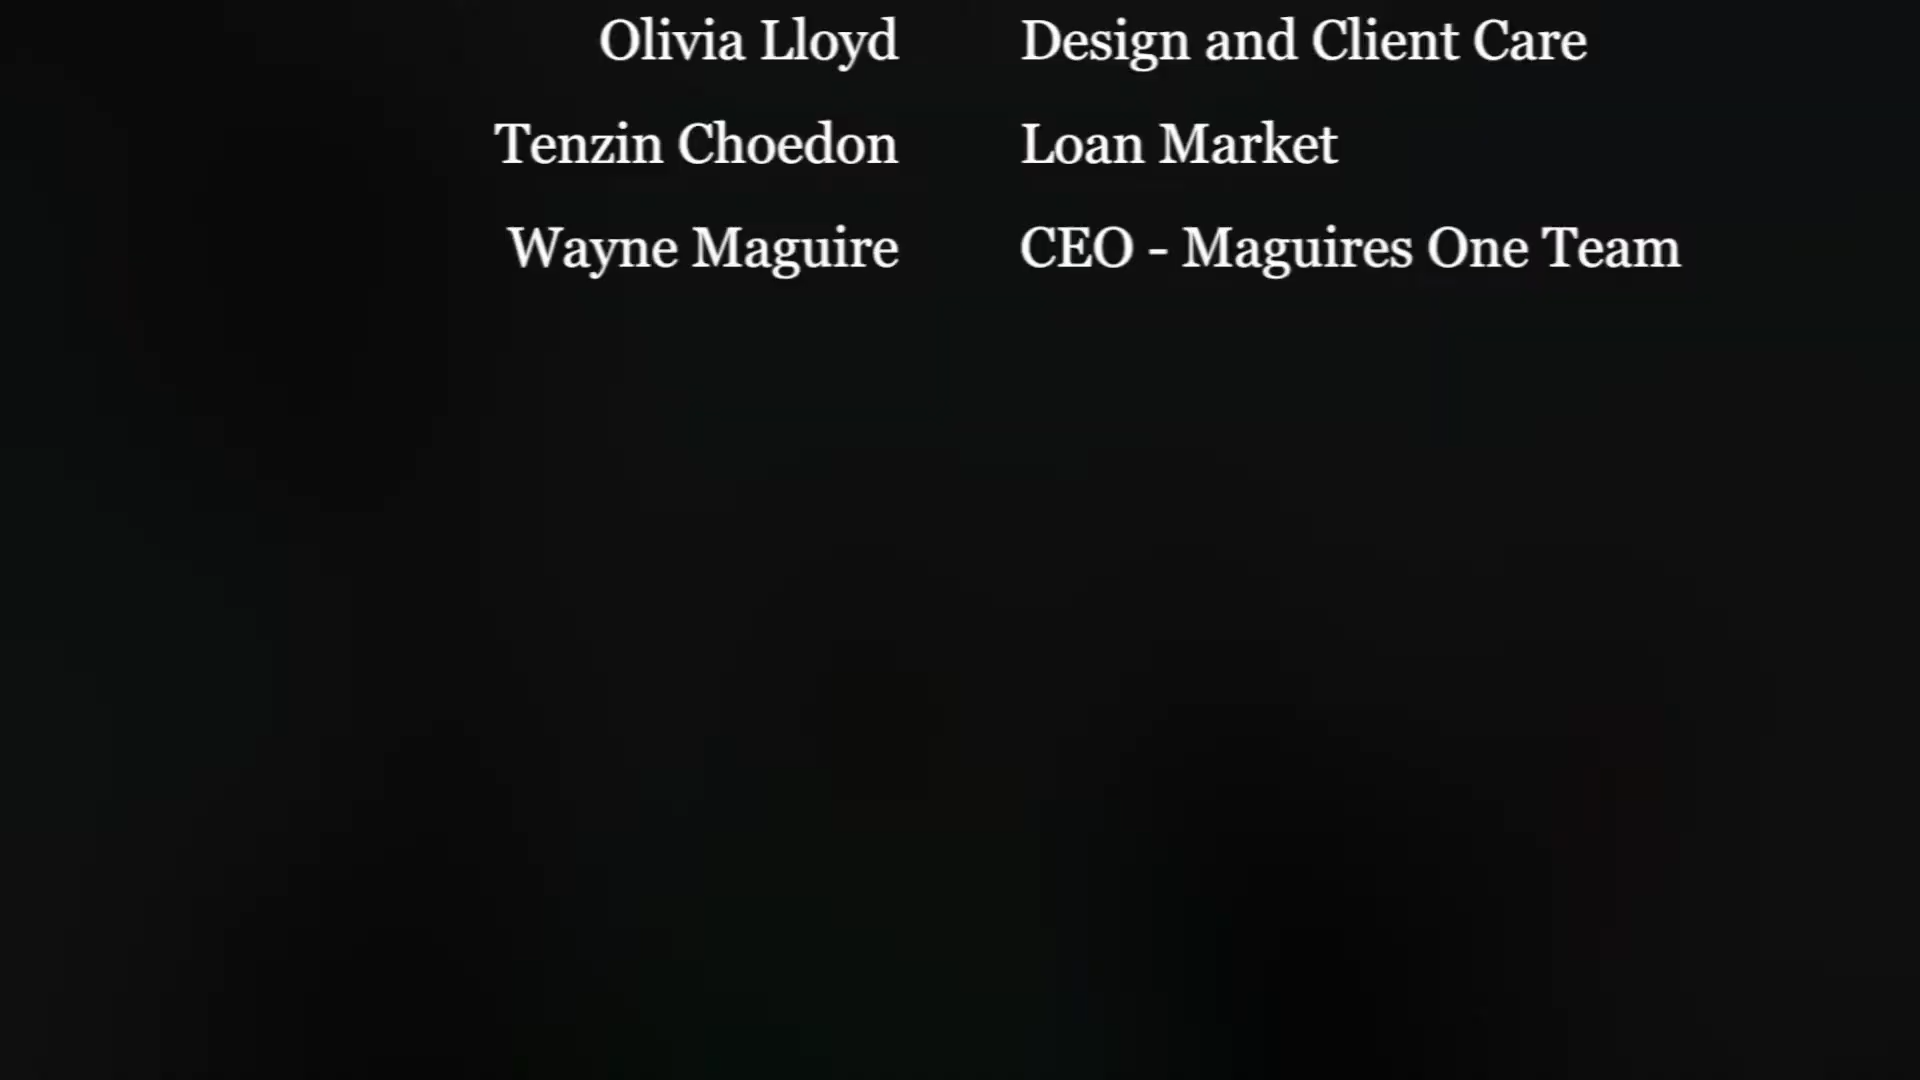 Olivia Lloyd Design and Client Care
Tenzin Choedon Loan Market
Wayne Maguire CEO - Maguires One Team